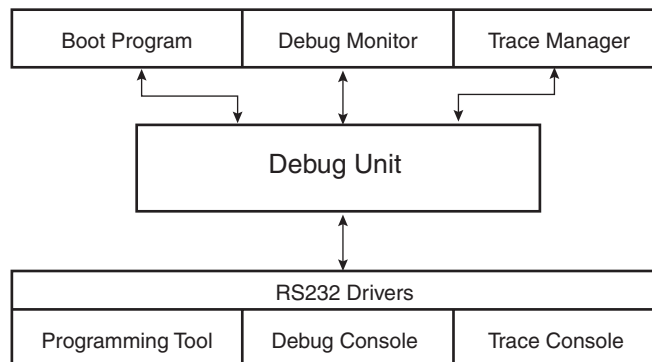 Boot Program
Debug Monitor
Trace Manager
Debug Unit
RS232 Drivers
Programming Tool
Debug Console
Trace Console